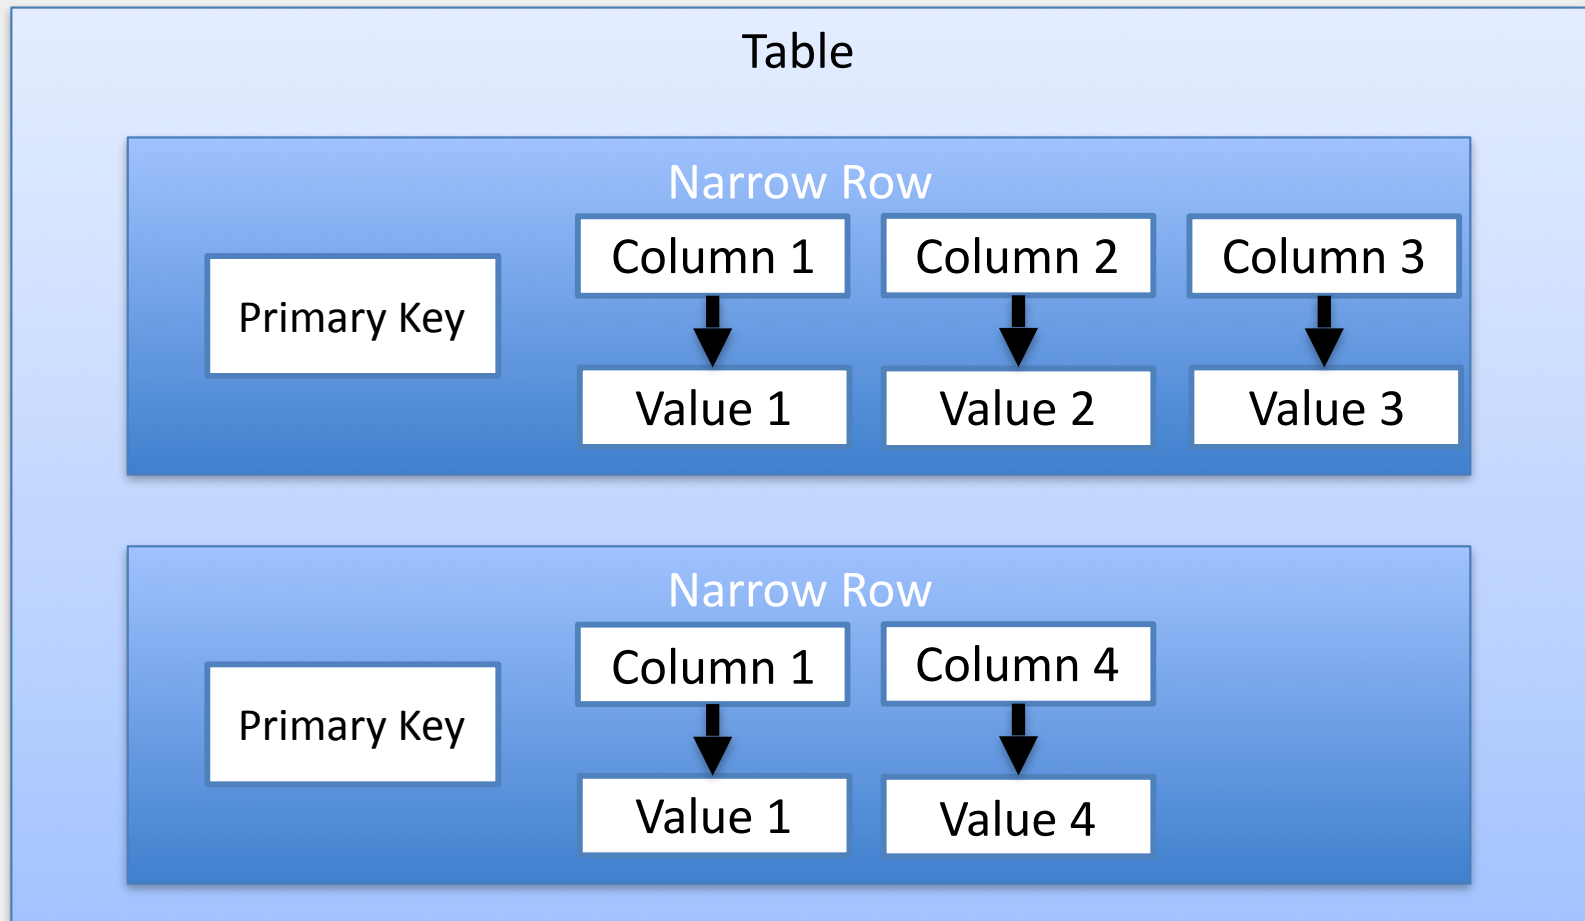 Table
Narrow Row
Column 1
Column 2
Column 3
Primary Key
Value 1
Value 2
Value 3
Narrow Row
Column 1
Column 4
Primary Key
Value 1
Value 4